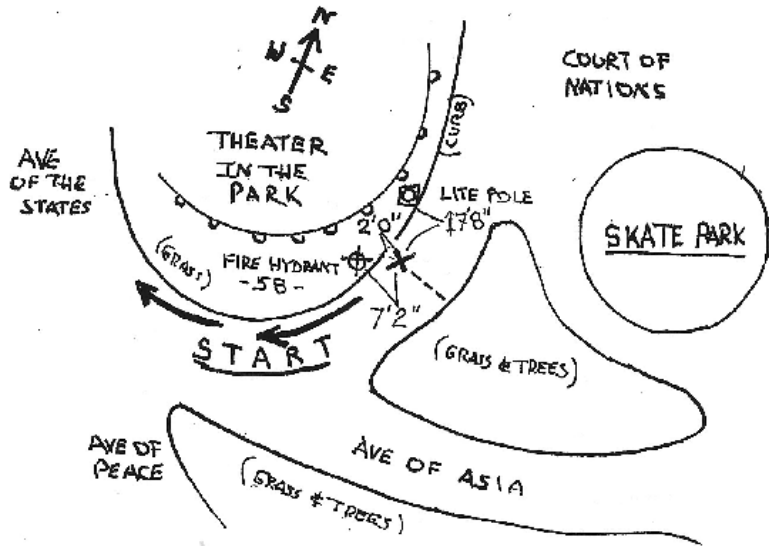 N
W
E
S
COURT OF
NATIONS
THEATER
IN THE
PARK
(CURB)
AVE
OF THE
STATES
LITE POLE
17'8"
2'0"
SKATE PARK
(GRASS)
FIRE HYDRANT
-58-
7'2"
START
(GRASS & TREES)
AVE OF
PEACE
AVE OF ASIA
(GRASS & TREES)